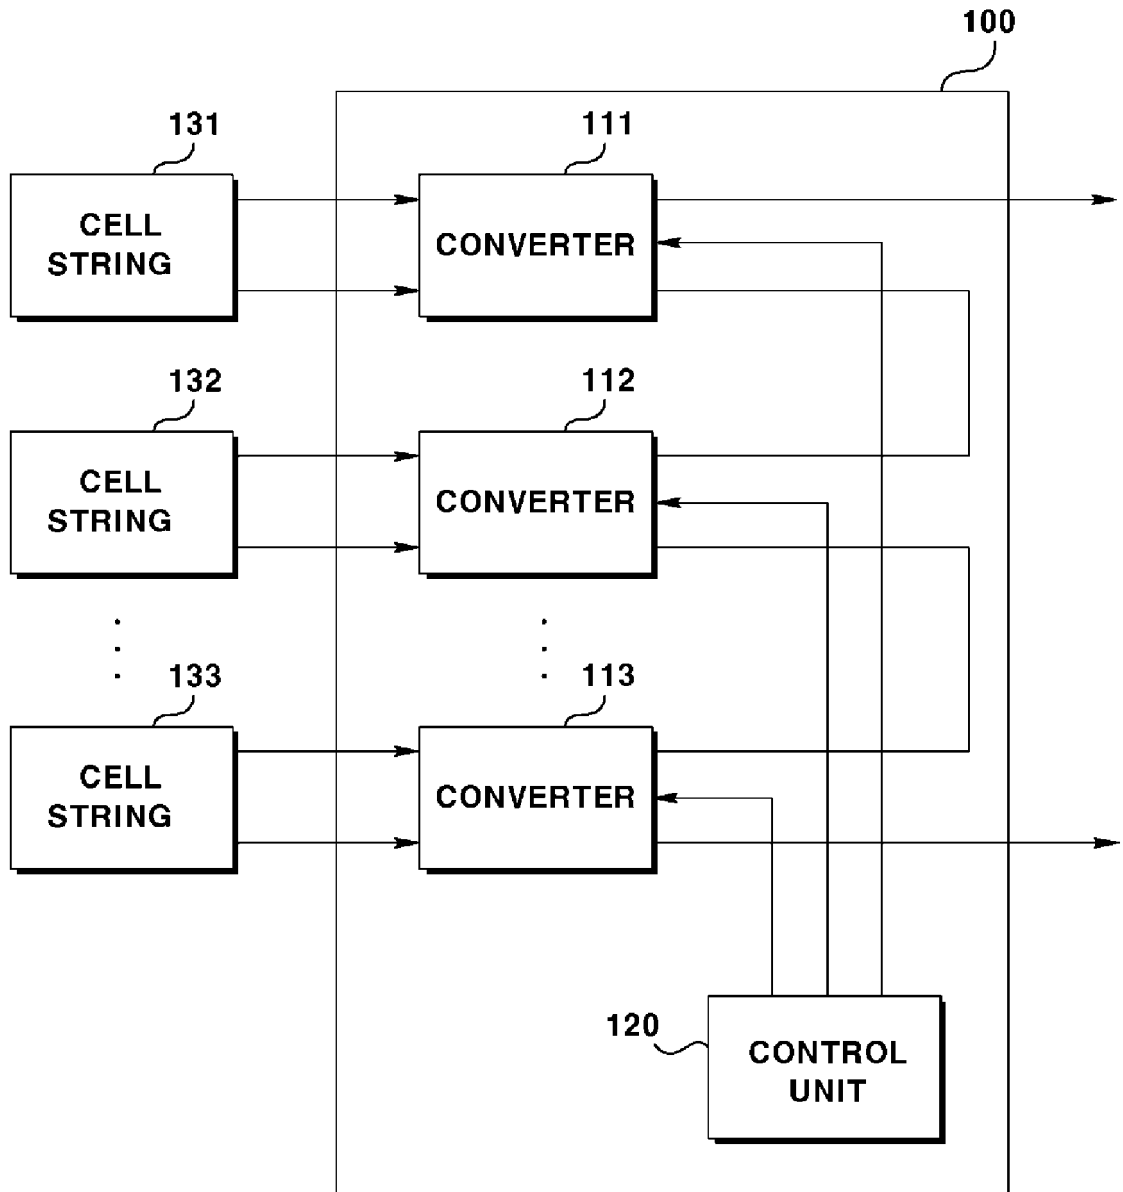 100
131
111
CELL
STRING
CONVERTER
132
112
CELL
STRING
CONVERTER
133
113
CELL
STRING
CONVERTER
120
CONTROL
UNIT